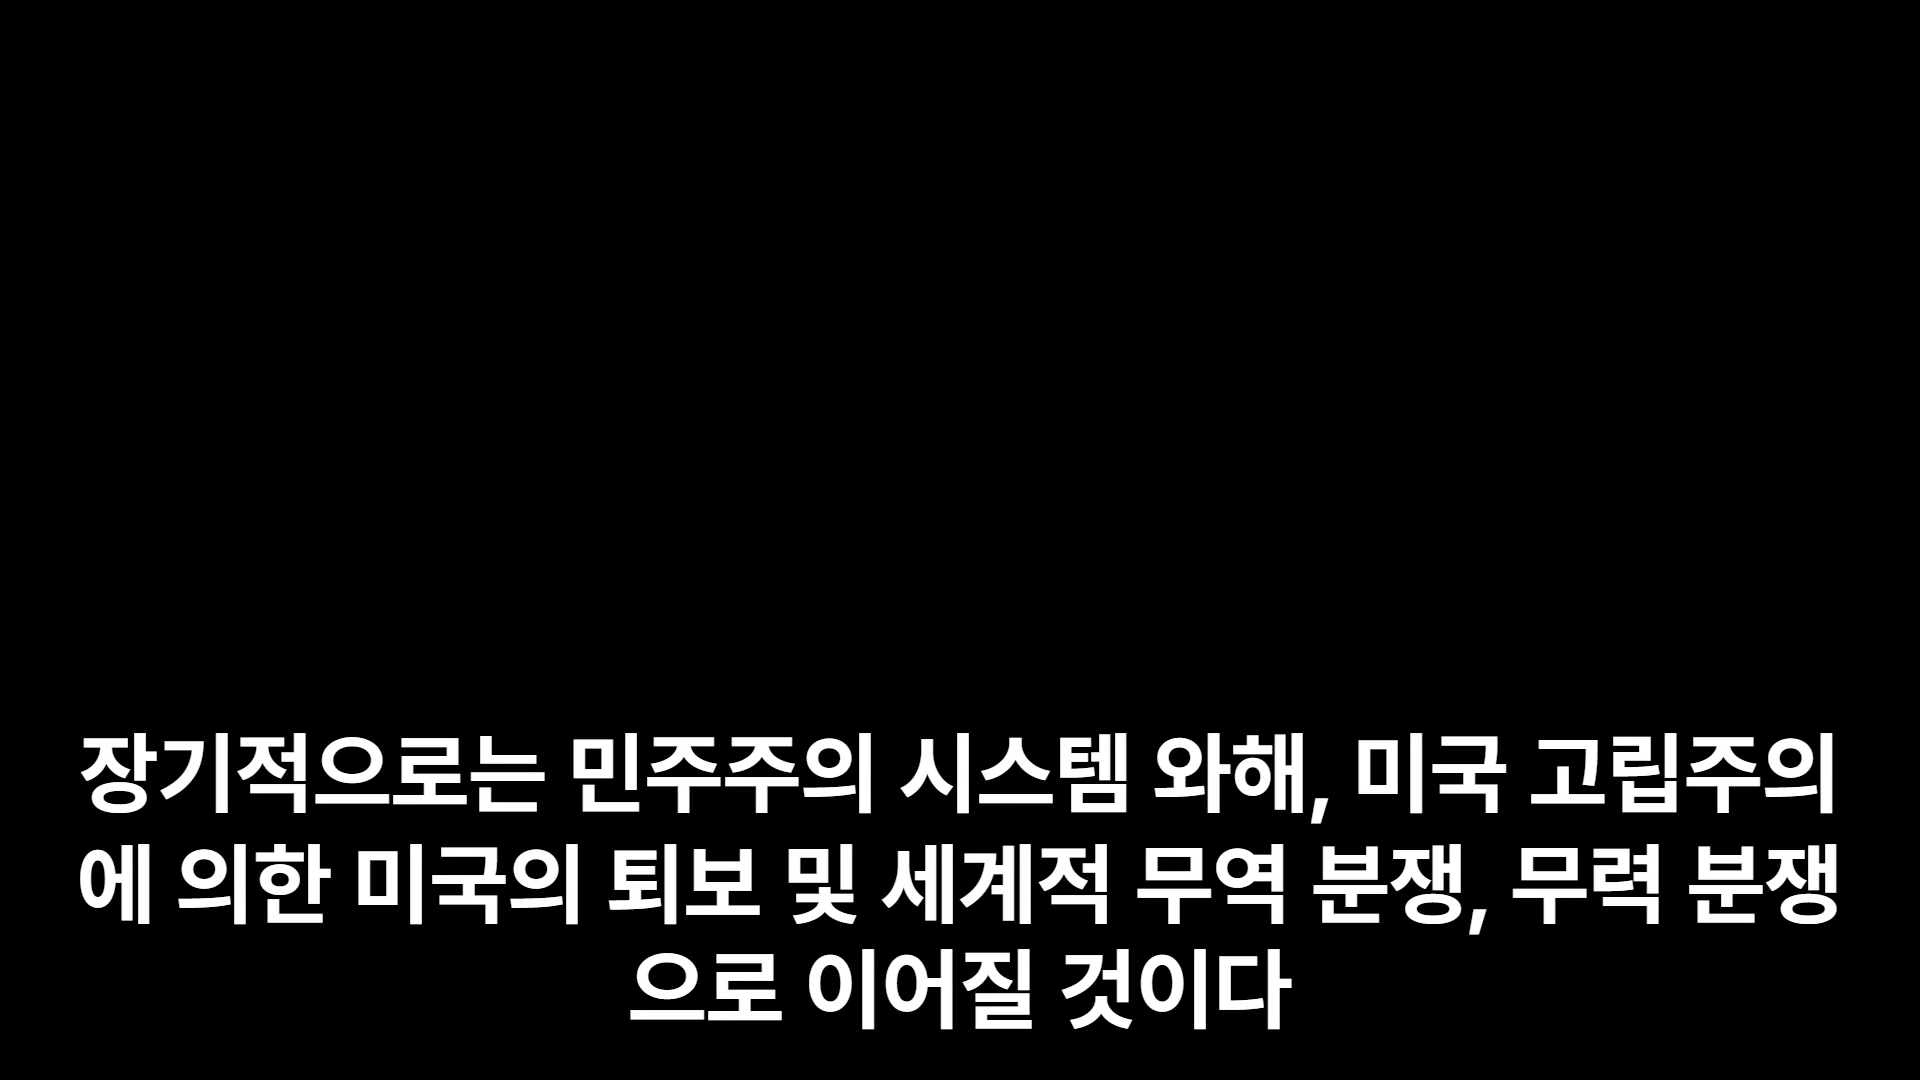 장기적으로는 민주주의 시스템 와해, 미국 고립주의
에 의한 미국의 퇴보 및 세계적 무역 분쟁, 무력 분쟁
으로 이어질 것이다